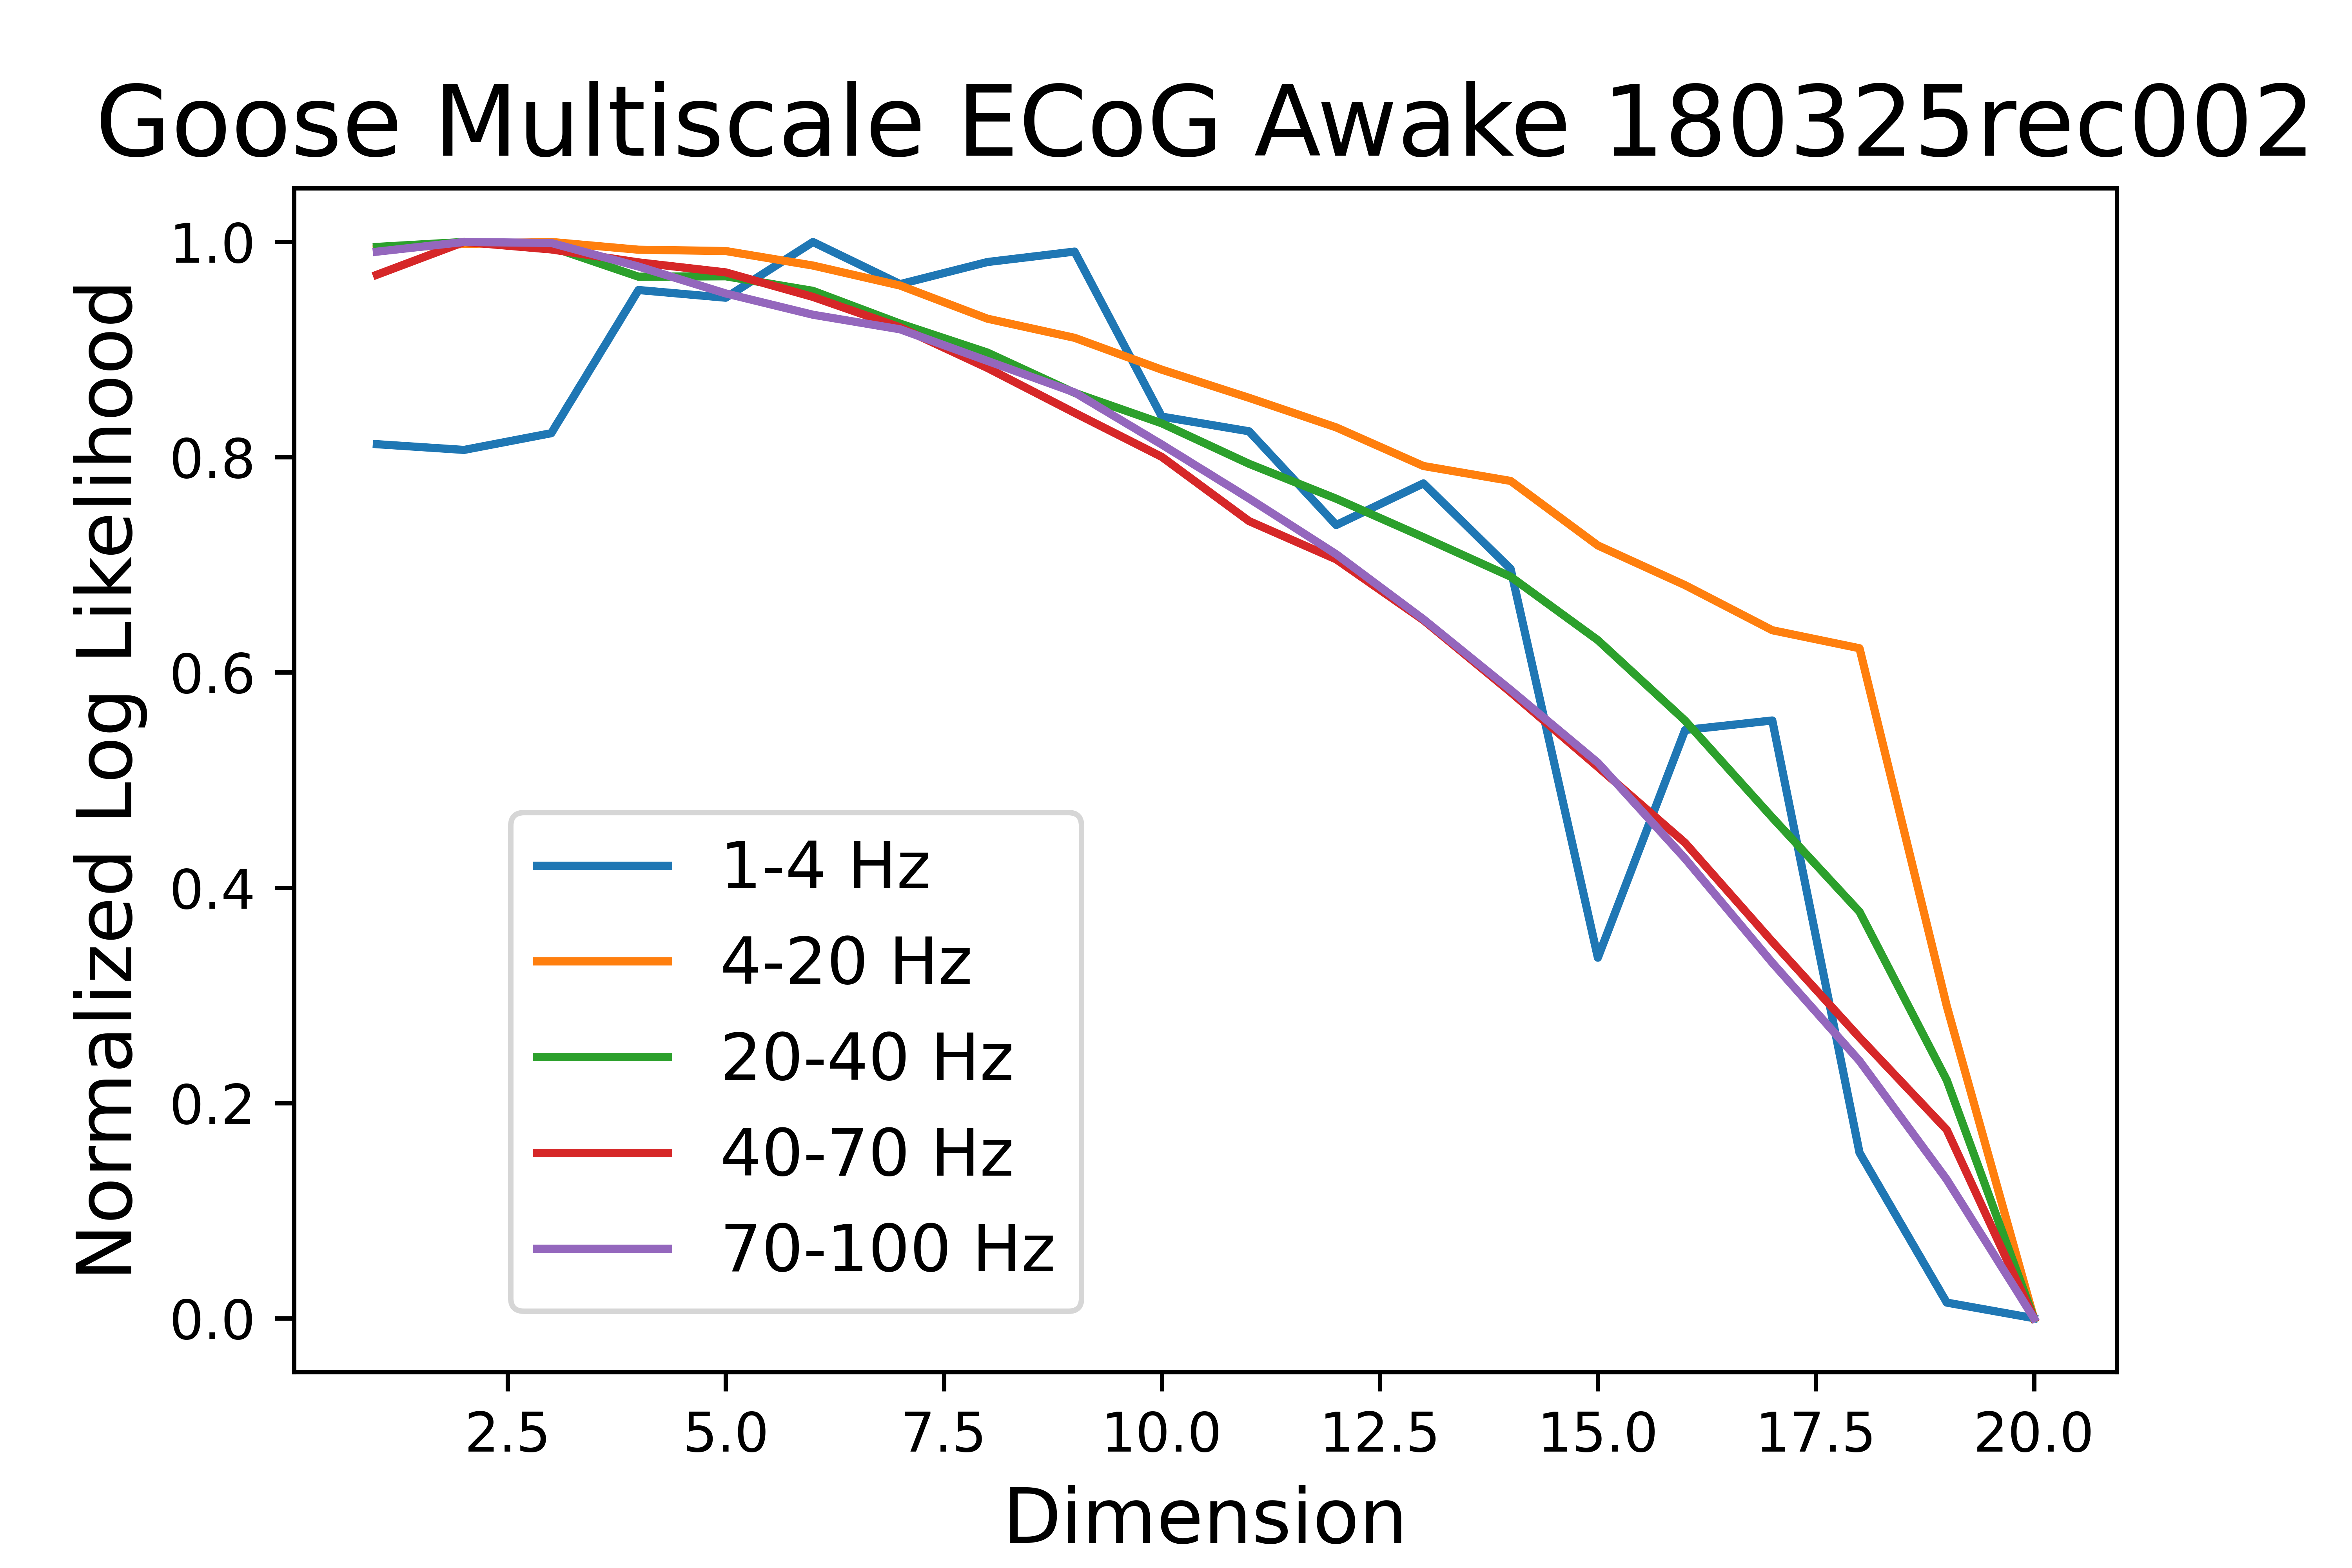 Goose Multiscale ECoG Awake 180325rec002
Normalized Log Likelihood
1.0
0.8
0.6
0.4
0.2
0.0
1-4 Hz
4-20 Hz
20-40 Hz
40-70 Hz
70-100 Hz
2.5 5.0 7.5 10.0 12.5 15.0 17.5 20.0
Dimension